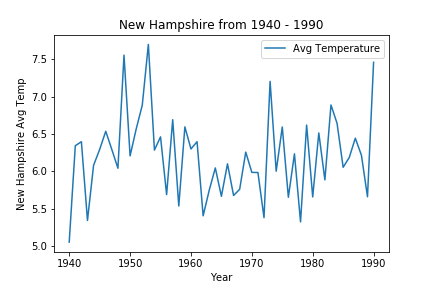 New Hampshire from 1940 - 1990
Avg Temperature
New Hampshire Avg Temp
7.5
7.0
6.5
6.0
5.5
5.0
1940 1950 1960 1970 1980 1990
Year